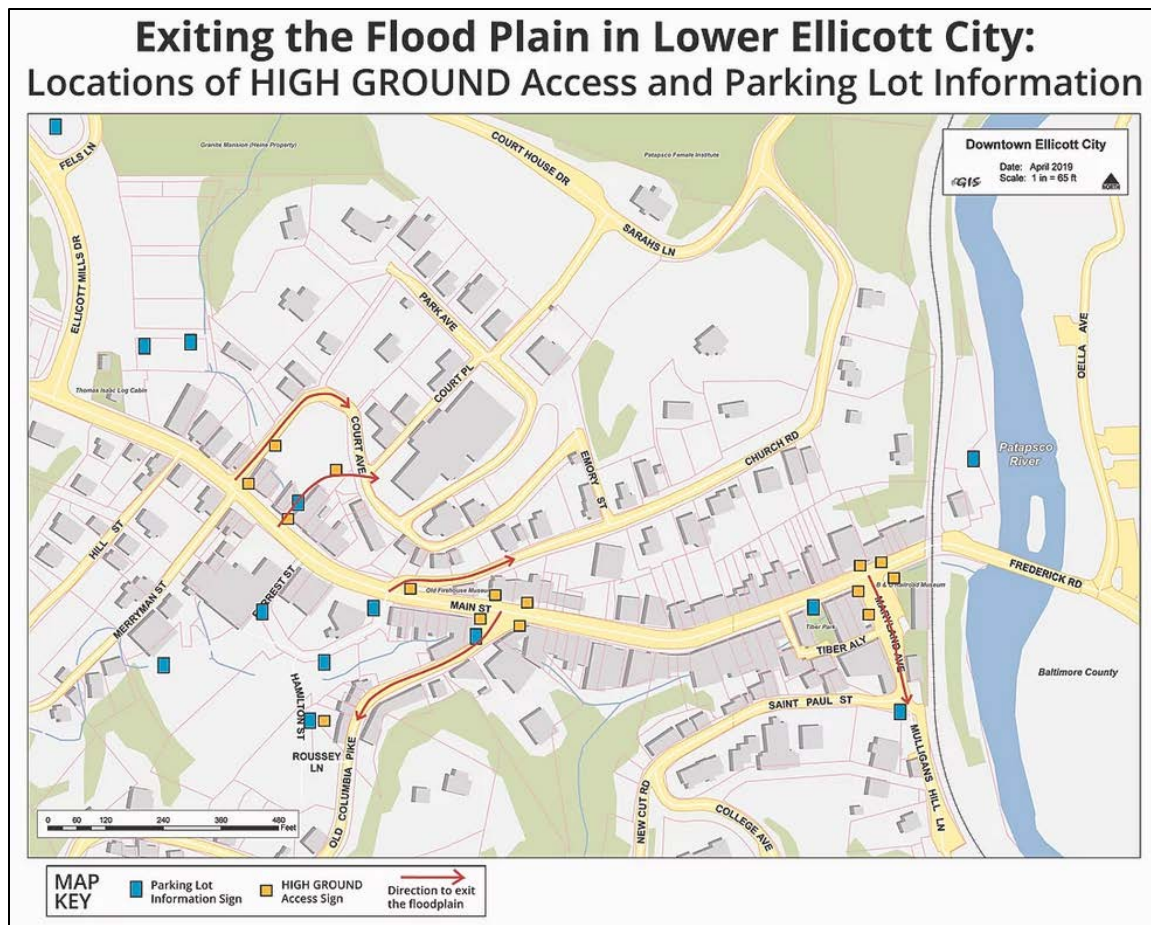 Exiting the Flood Plain in Lower Ellicott City:
Locations of HIGH GROUND Access and Parking Lot Information
Downtown Ellicott City
Date: April 2019
Scale: 1 in = 65 ft
GIS
NORTH
FELS LN
Granite Mansion (Heine Property)
COURT HOUSE DR
Patapsco Female Institute
SARAHS LN
ELLICOTT MILLS DR
PARK AVE
OELLA AVE
Thomas Isaac Log Cabin
COURT PL
COURT AVE
CHURCH RD
EMORY ST
Patapsco
River
HILL ST
MERRYMAN ST
FORREST ST
Old Firehouse Museum
MAIN ST
B & O Railroad Museum
FREDERICK RD
MARYLAND AVE
Tiber Park
TIBER ALY
Baltimore County
HAMILTON ST
SAINT PAUL ST
ROUSSEY
LN
OLD COLUMBIA PIKE
NEW CUT RD
COLLEGE AVE
MULLIGANS HILL LN
0 30 60 120 240 360 480
Feet
MAP
KEY
Parking Lot
Information Sign
HIGH GROUND
Access Sign
Direction to exit
the floodplain